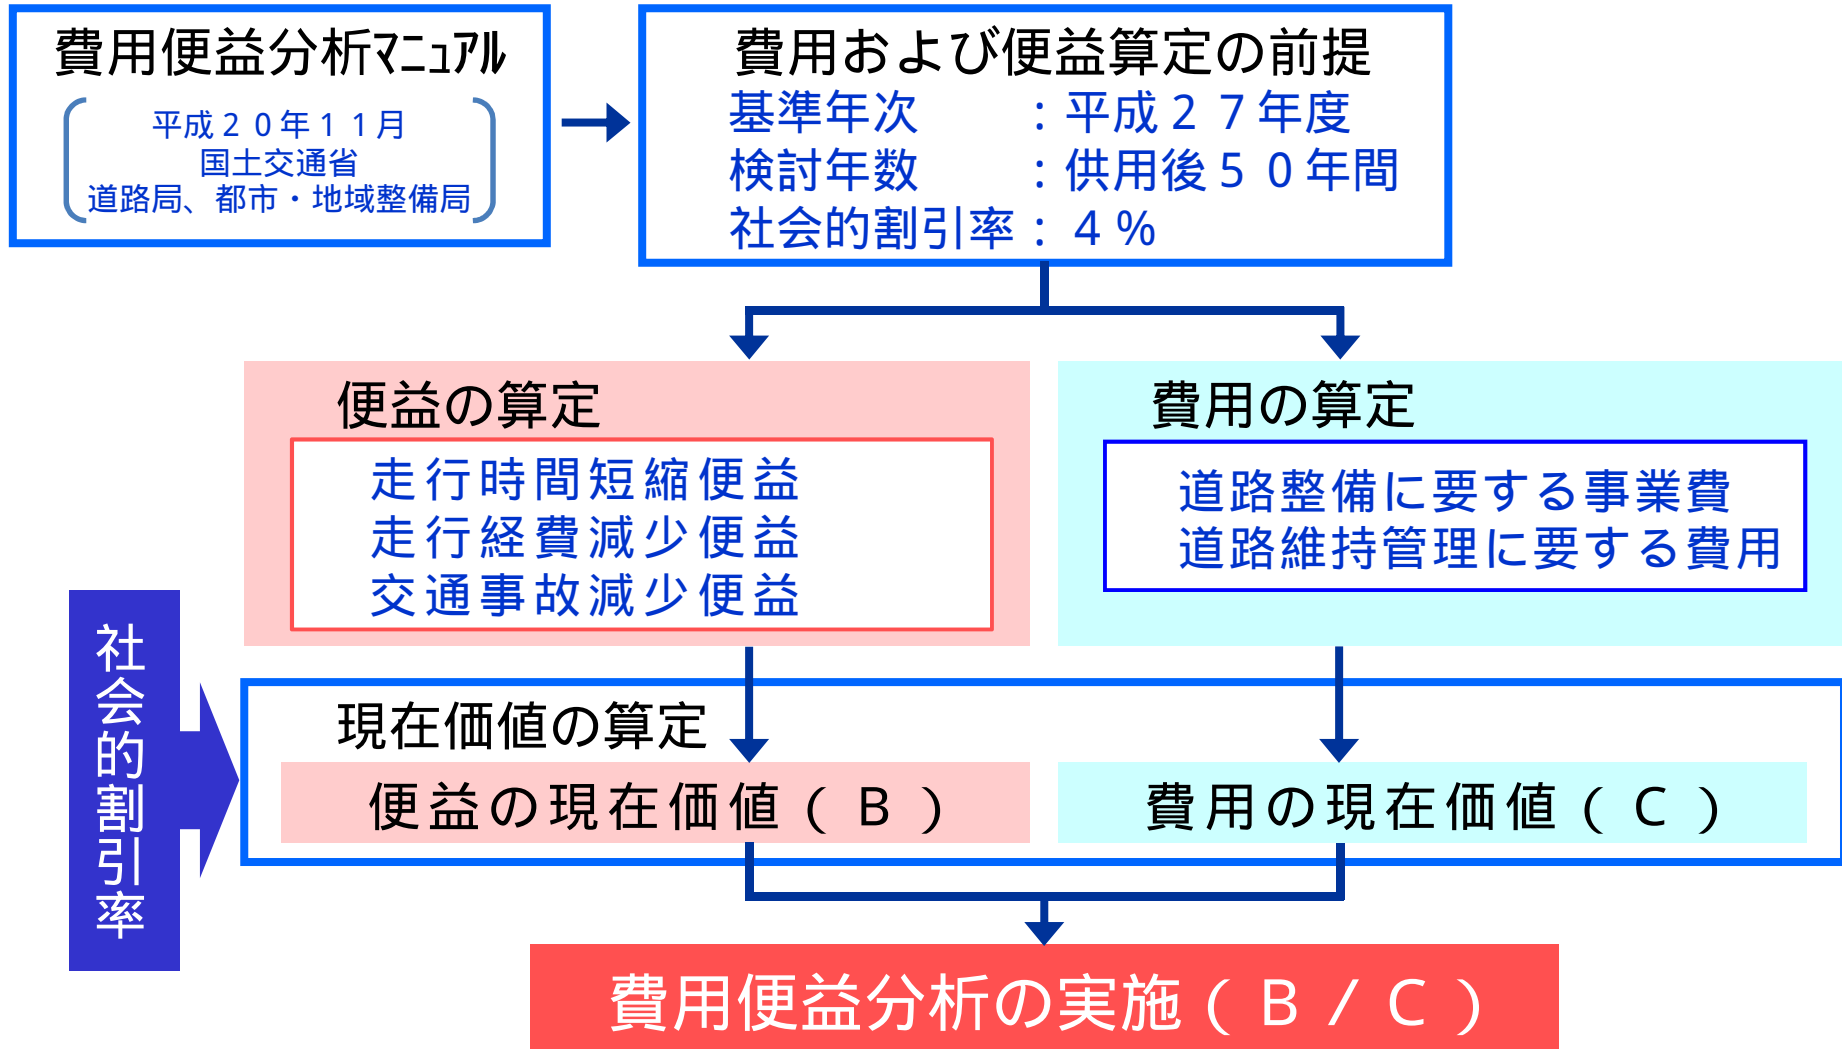 費用便益分析ﾏﾆｭｱﾙ
平成２０年１１月
国土交通省
道路局、都市・地域整備局
費用および便益算定の前提
基準年次　　：平成２７年度
検討年数　　：供用後５０年間
社会的割引率：４％
便益の算定
走行時間短縮便益
走行経費減少便益
交通事故減少便益
費用の算定
道路整備に要する事業費
道路維持管理に要する費用
社会的割引率
現在価値の算定
便益の現在価値（Ｂ）
費用の現在価値（Ｃ）
費用便益分析の実施（Ｂ／Ｃ）